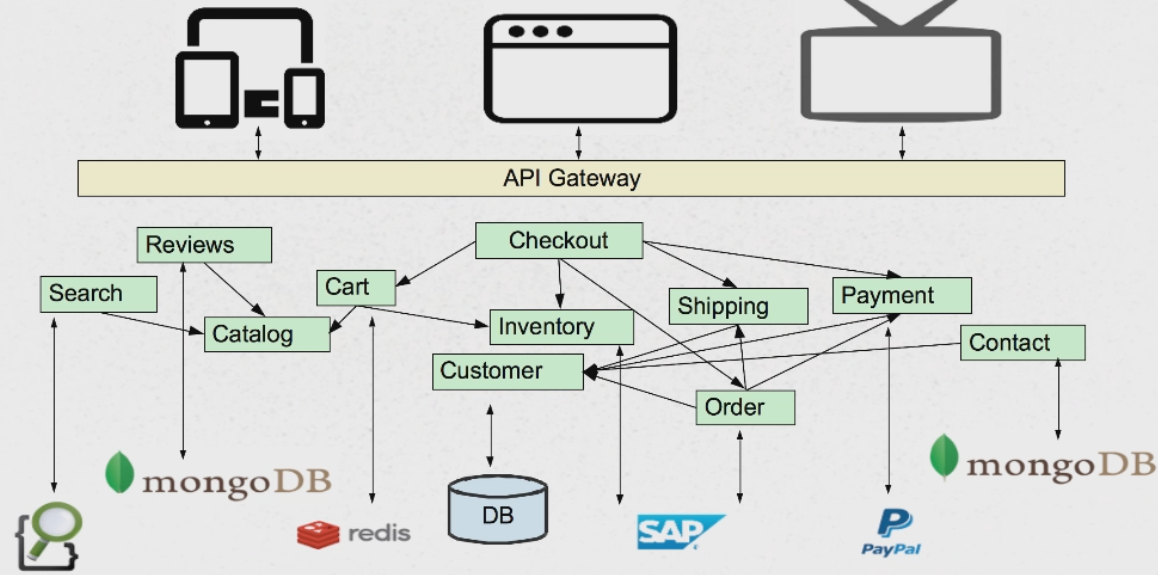 API Gateway
Reviews
Checkout
Search
Cart
Shipping
Payment
Catalog
Inventory
Contact
Customer
Order
mongoDB
mongoDB
redis
DB
SAP
PayPal